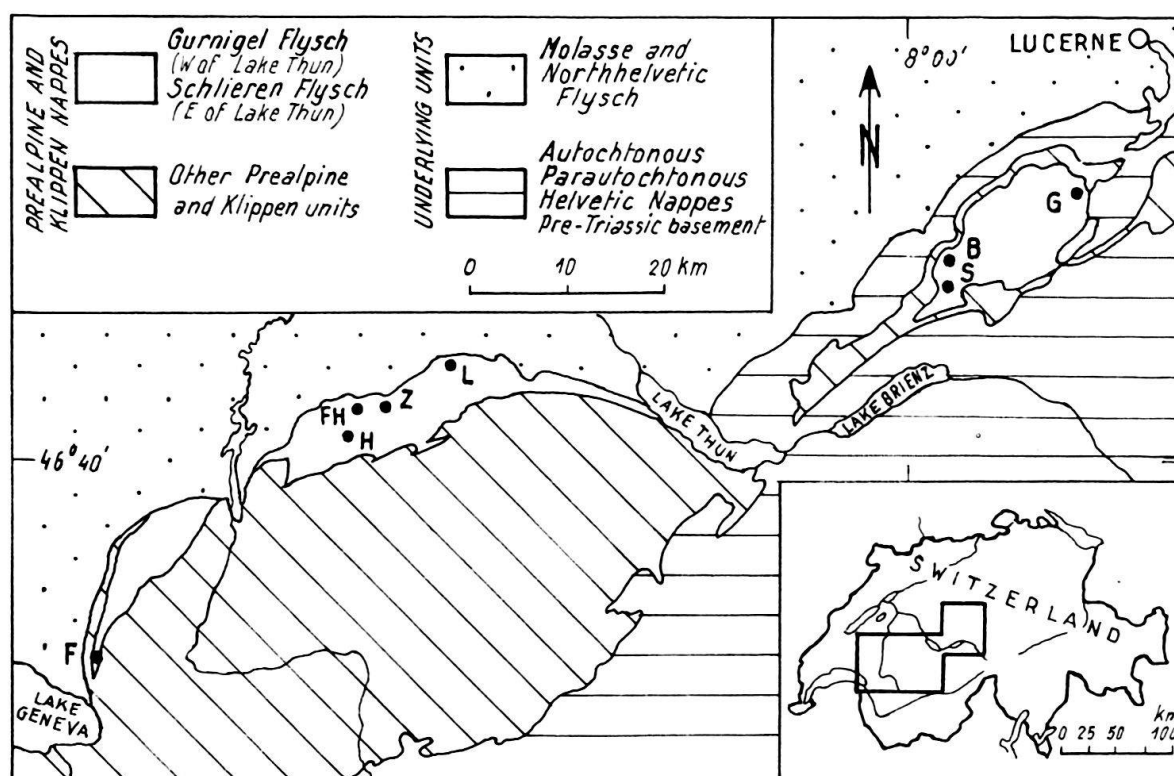 PREALPINE AND
KLIPPEN NAPPES
Gurnigel Flysch
(W of Lake Thun)
Schlieren Flysch
(E of Lake Thun)
Other Prealpine
and Klippen units
UNDERLYING UNITS
Molasse and
Northhelvetic
Flysch
Autochtonous
Parautochtonous
Helvetic Nappes
Pre-Triassic basement
0 10 20 km
8°00'
LUCERNE
N
G
B
S
L
Z
FH
H
LAKE THUN
LAKE BRIENZ
46°40'
F
LAKE
GENEVA
SWITZERLAND
km
0 25 50 100